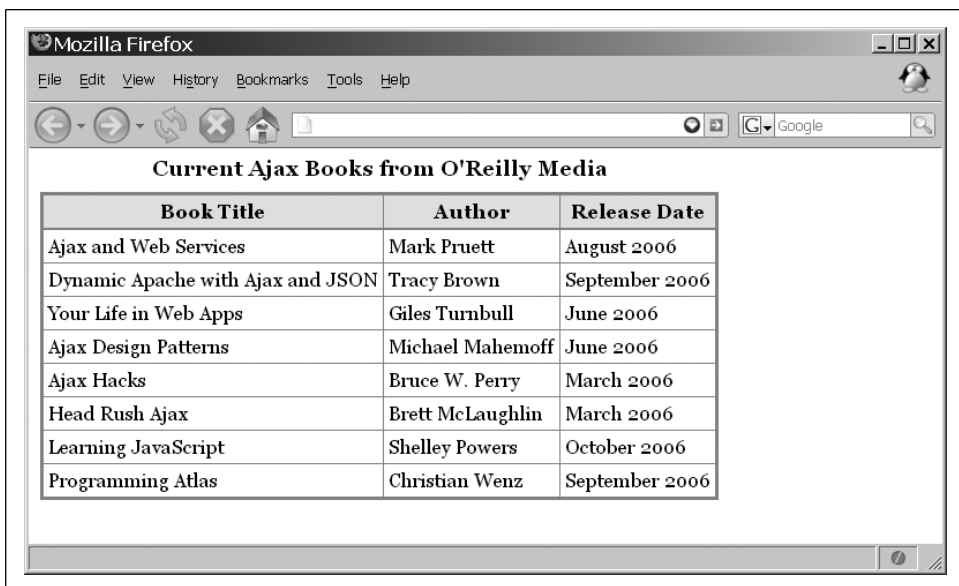 Mozilla Firefox
File Edit View History Bookmarks Tools Help
G Google
Current Ajax Books from O'Reilly Media
Book Title Author Release Date
Ajax and Web Services Mark Pruett August 2006
Dynamic Apache with Ajax and JSON Tracy Brown September 2006
Your Life in Web Apps Giles Turnbull June 2006
Ajax Design Patterns Michael Mahemoff June 2006
Ajax Hacks Bruce W. Perry March 2006
Head Rush Ajax Brett McLaughlin March 2006
Learning JavaScript Shelley Powers October 2006
Programming Atlas Christian Wenz September 2006